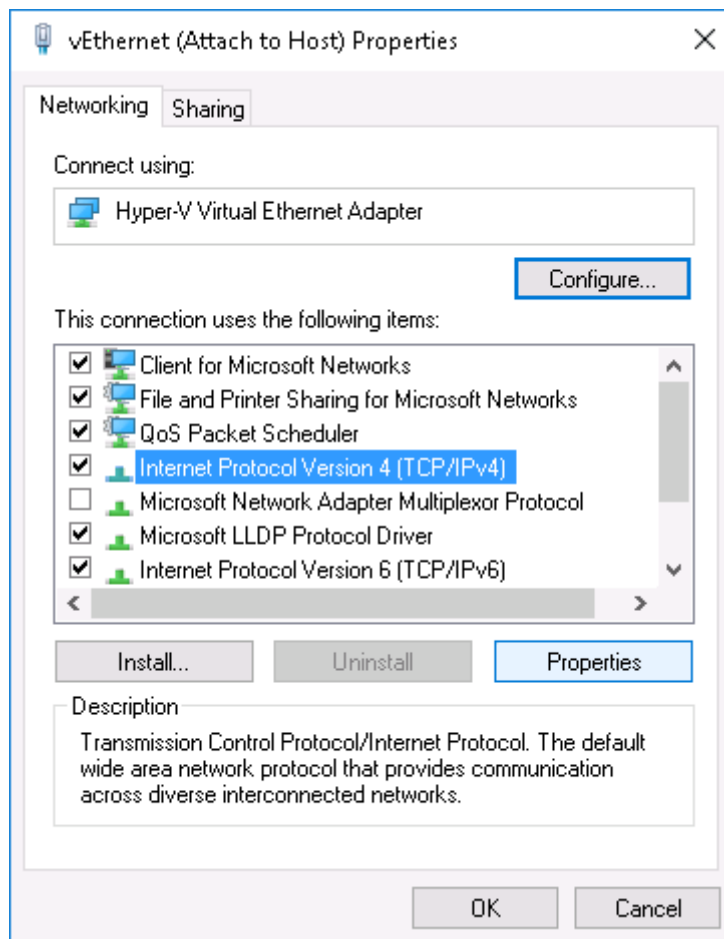 vEthernet (Attach to Host) Properties
Networking
Sharing
Connect using:
Hyper-V Virtual Ethernet Adapter
Configure...
This connection uses the following items:
Client for Microsoft Networks
File and Printer Sharing for Microsoft Networks
QoS Packet Scheduler
Internet Protocol Version 4 (TCP/IPv4)
Microsoft Network Adapter Multiplexor Protocol
Microsoft LLDP Protocol Driver
Internet Protocol Version 6 (TCP/IPv6)
Install...
Uninstall
Properties
Description
Transmission Control Protocol/Internet Protocol. The default
wide area network protocol that provides communication
across diverse interconnected networks.
OK
Cancel